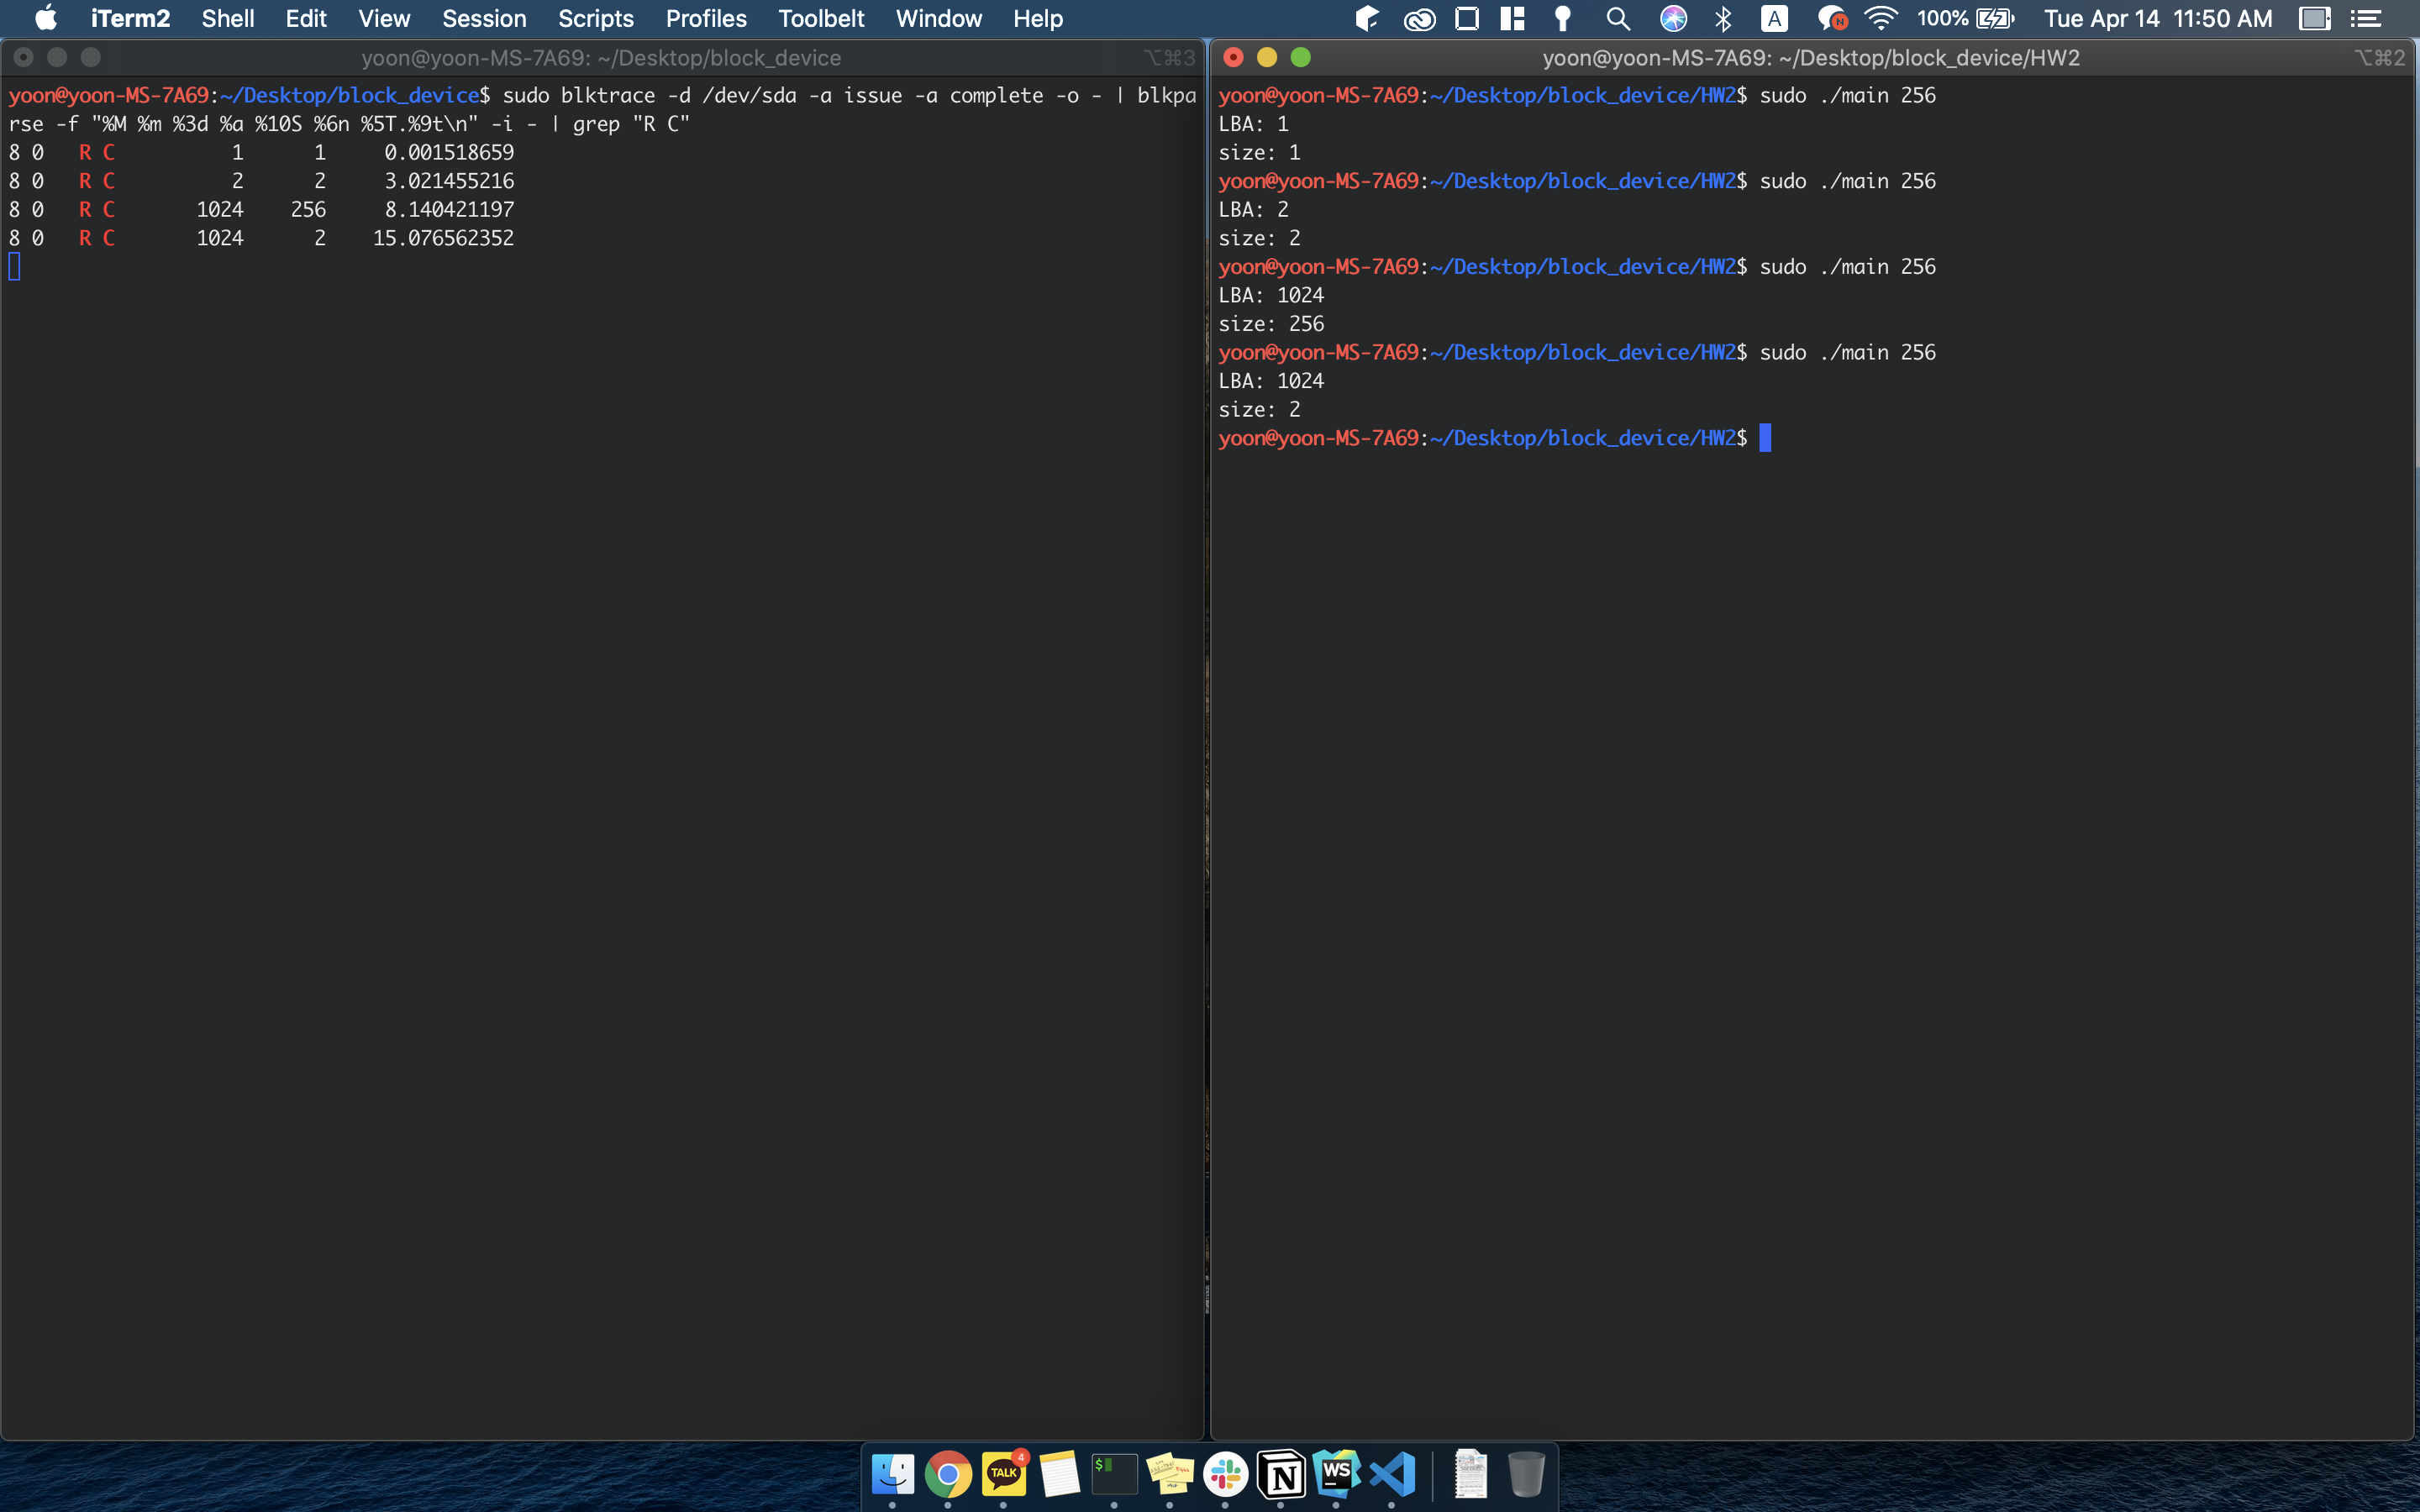 iTerm2 Shell Edit View Session Scripts Profiles Toolbelt Window Help A N 100% Tue Apr 14 11:50 AM
yoon@yoon-MS-7A69: ~/Desktop/block_device ⌥⌘3
yoon@yoon-MS-7A69:~/Desktop/block_device$ sudo blktrace -d /dev/sda -a issue -a complete -o - | blkpa
rse -f "%M %m %3d %a %10S %6n %5T.%9t\n" -i - | grep "R C"
8 0 R C 1 1 0.001518659
8 0 R C 2 2 3.021455216
8 0 R C 1024 256 8.140421197
8 0 R C 1024 2 15.076562352
yoon@yoon-MS-7A69: ~/Desktop/block_device/HW2 ⌥⌘2
yoon@yoon-MS-7A69:~/Desktop/block_device/HW2$ sudo ./main 256
LBA: 1
size: 1
yoon@yoon-MS-7A69:~/Desktop/block_device/HW2$ sudo ./main 256
LBA: 2
size: 2
yoon@yoon-MS-7A69:~/Desktop/block_device/HW2$ sudo ./main 256
LBA: 1024
size: 256
yoon@yoon-MS-7A69:~/Desktop/block_device/HW2$ sudo ./main 256
LBA: 1024
size: 2
yoon@yoon-MS-7A69:~/Desktop/block_device/HW2$
TALK 4 $ N WS